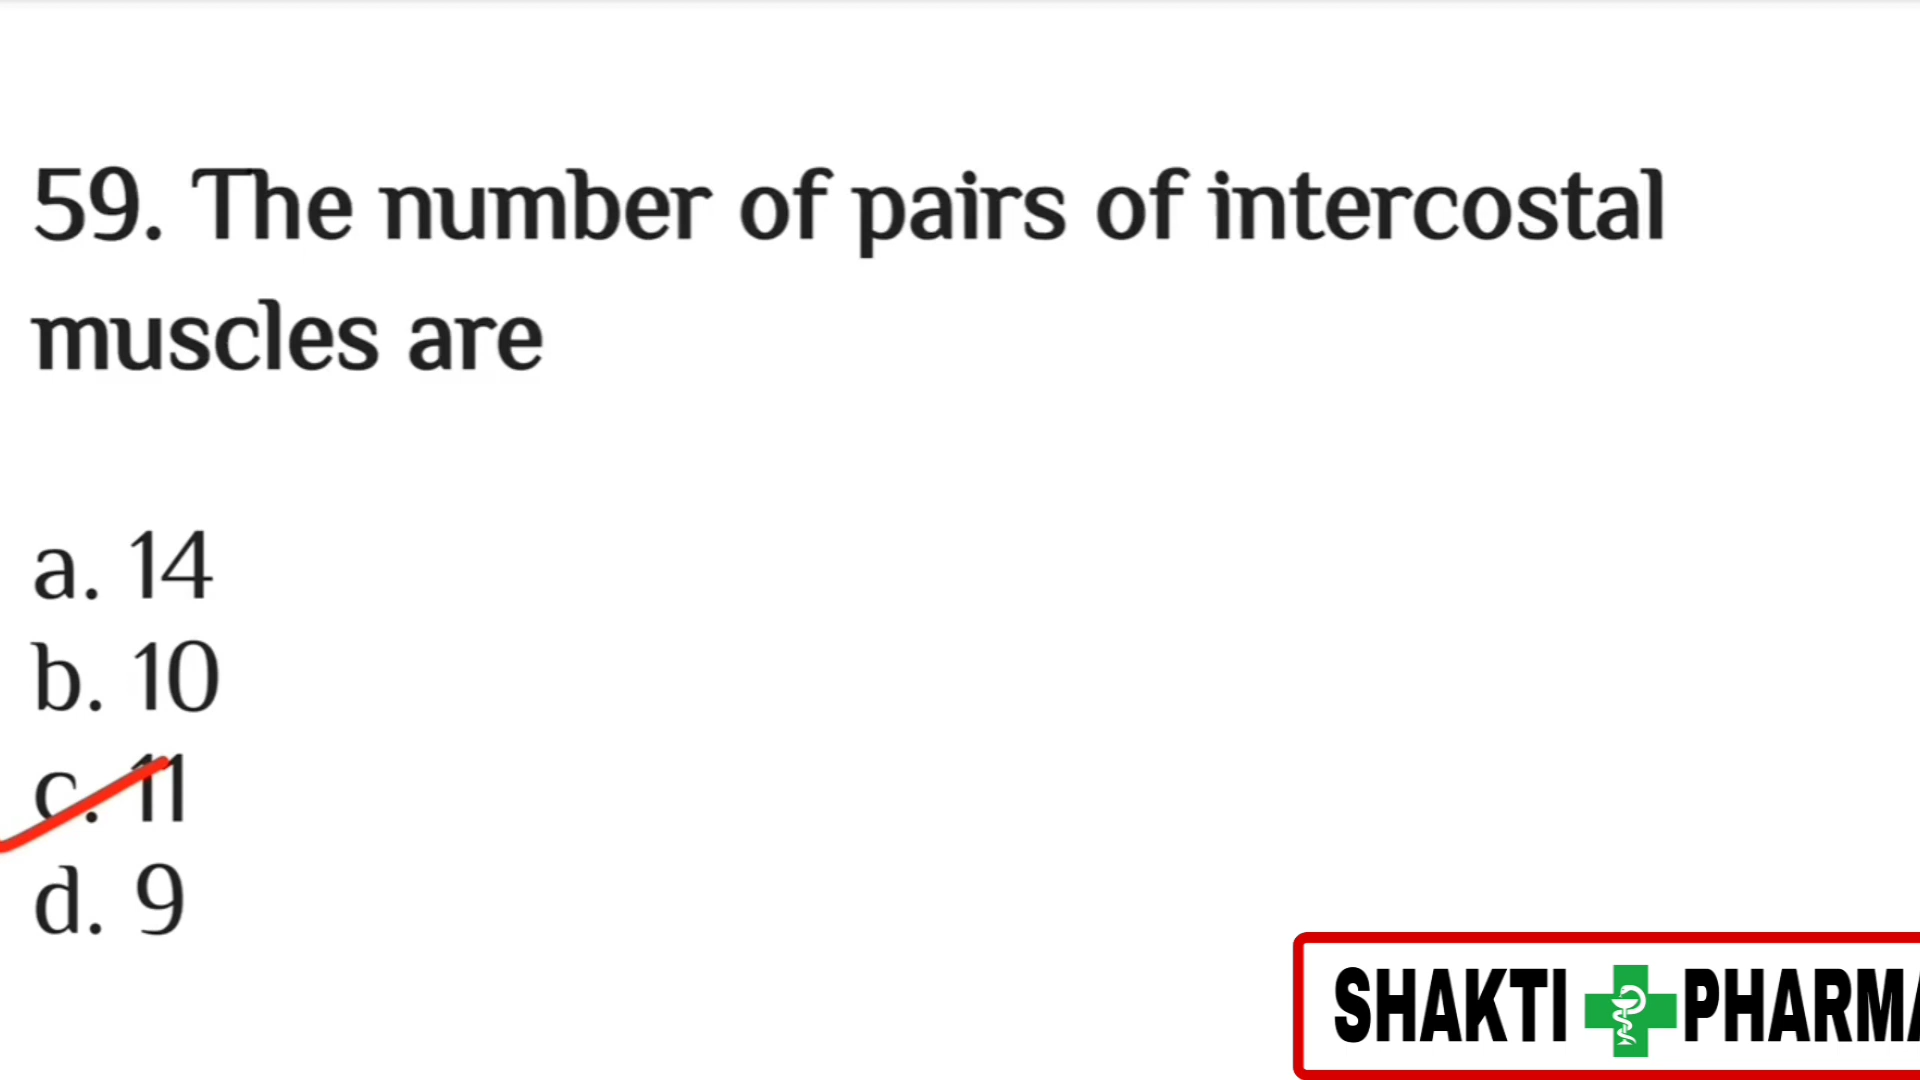 59. The number of pairs of intercostal
muscles are
a. 14
b. 10
c. 11
d. 9
SHAKTI PHARMA